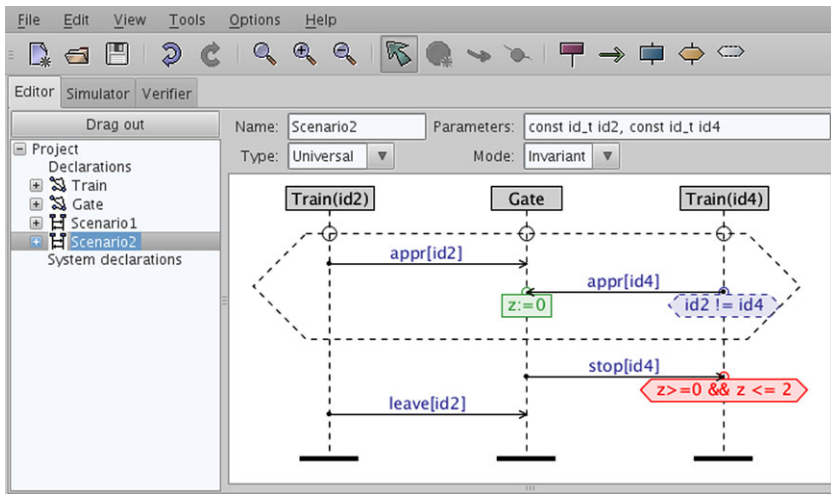 File Edit View Tools Options Help
Editor Simulator Verifier
Drag out
Name: Scenario2 Parameters: const id_t id2, const id_t id4
Project
Type: Universal Mode: Invariant
Declarations
Train
Gate
Scenario1
Scenario2
System declarations
Train(id2) Gate Train(id4)
appr[id2]
appr[id4]
z:=0 id2 != id4
stop[id4]
z>=0 && z <= 2
leave[id2]